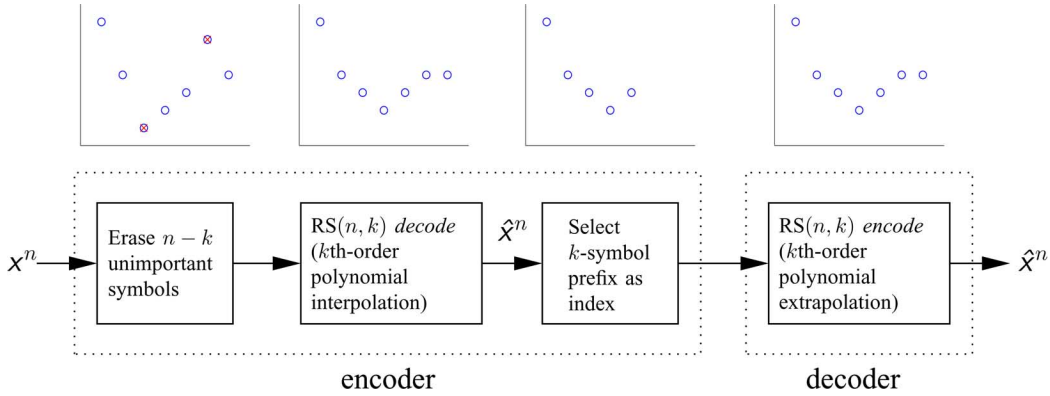 xⁿ
Erase n − k
unimportant
symbols
RS(n, k) decode
(kth-order
polynomial
interpolation)
x̂ⁿ
Select
k-symbol
prefix as
index
RS(n, k) encode
(kth-order
polynomial
extrapolation)
x̂ⁿ
encoder
decoder